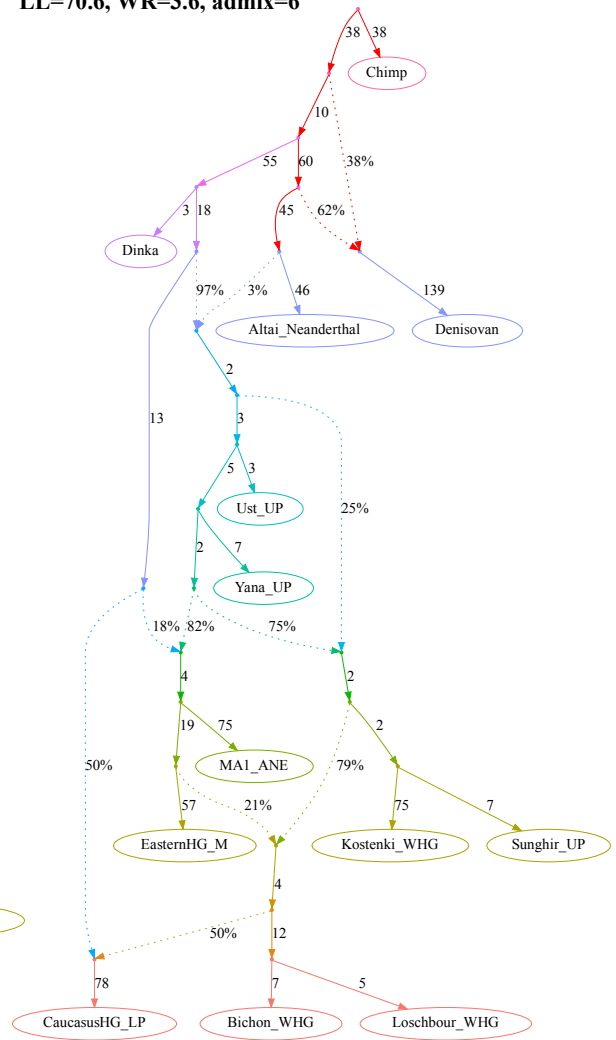 LL=70.6, WR=3.6, admix=6
38 38
Chimp
10
55 60 38%
3 18 45 62%
Dinka
97% 3% 46 139
Altai_Neanderthal Denisovan
2
13 3
5 3
Ust_UP 25%
2 7
Yana_UP
18% 82% 75%
4 2
19 75 2
50% MA1_ANE 79%
57 21% 75 7
EasternHG_M Kostenki_WHG Sunghir_UP
4
50% 12
78 7 5
CaucasusHG_LP Bichon_WHG Loschbour_WHG